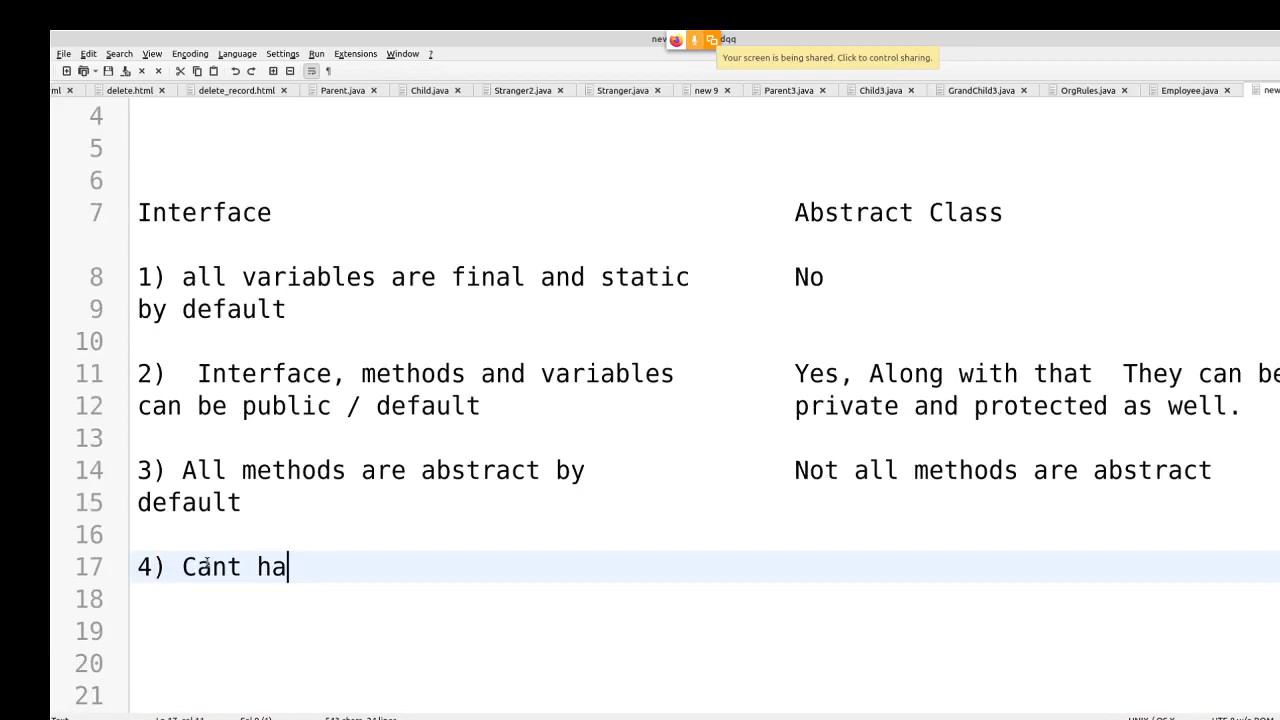 new dqq
Your screen is being shared. Click to control sharing.
File Edit Search View Encoding Language Settings Run Extensions Window ?
ml delete.html delete_record.html Parent.java Child.java Stranger2.java Stranger.java new 9 Parent3.java Child3.java GrandChild3.java OrgRules.java Employee.java new
4
5
6
7 Interface Abstract Class
8 1) all variables are final and static No
9 by default
10
11 2) Interface, methods and variables Yes, Along with that They can be
12 can be public / default private and protected as well.
13
14 3) All methods are abstract by Not all methods are abstract
15 default
16
17 4) Cant ha
18
19
20
21